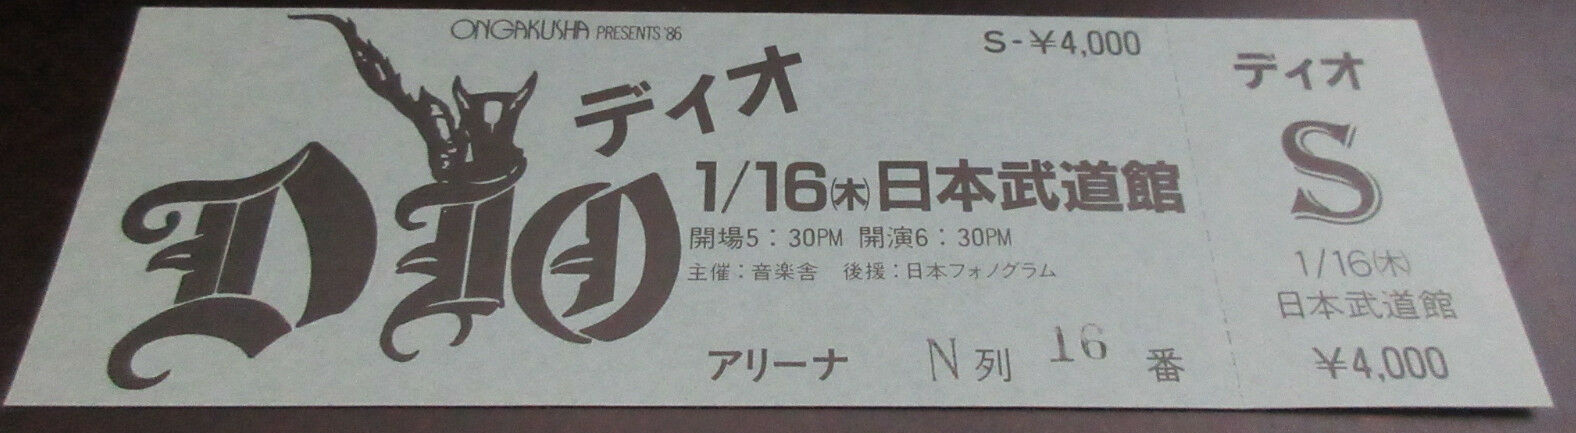 ONGAKUSHA PRESENTS '86
S-¥4,000
DIO
ディオ
1/16(木)日本武道館
開場5：30PM 開演6：30PM
主催：音楽舎 後援：日本フォノグラム
アリーナ N列 16番
ディオ
S
1/16(木)
日本武道館
¥4,000